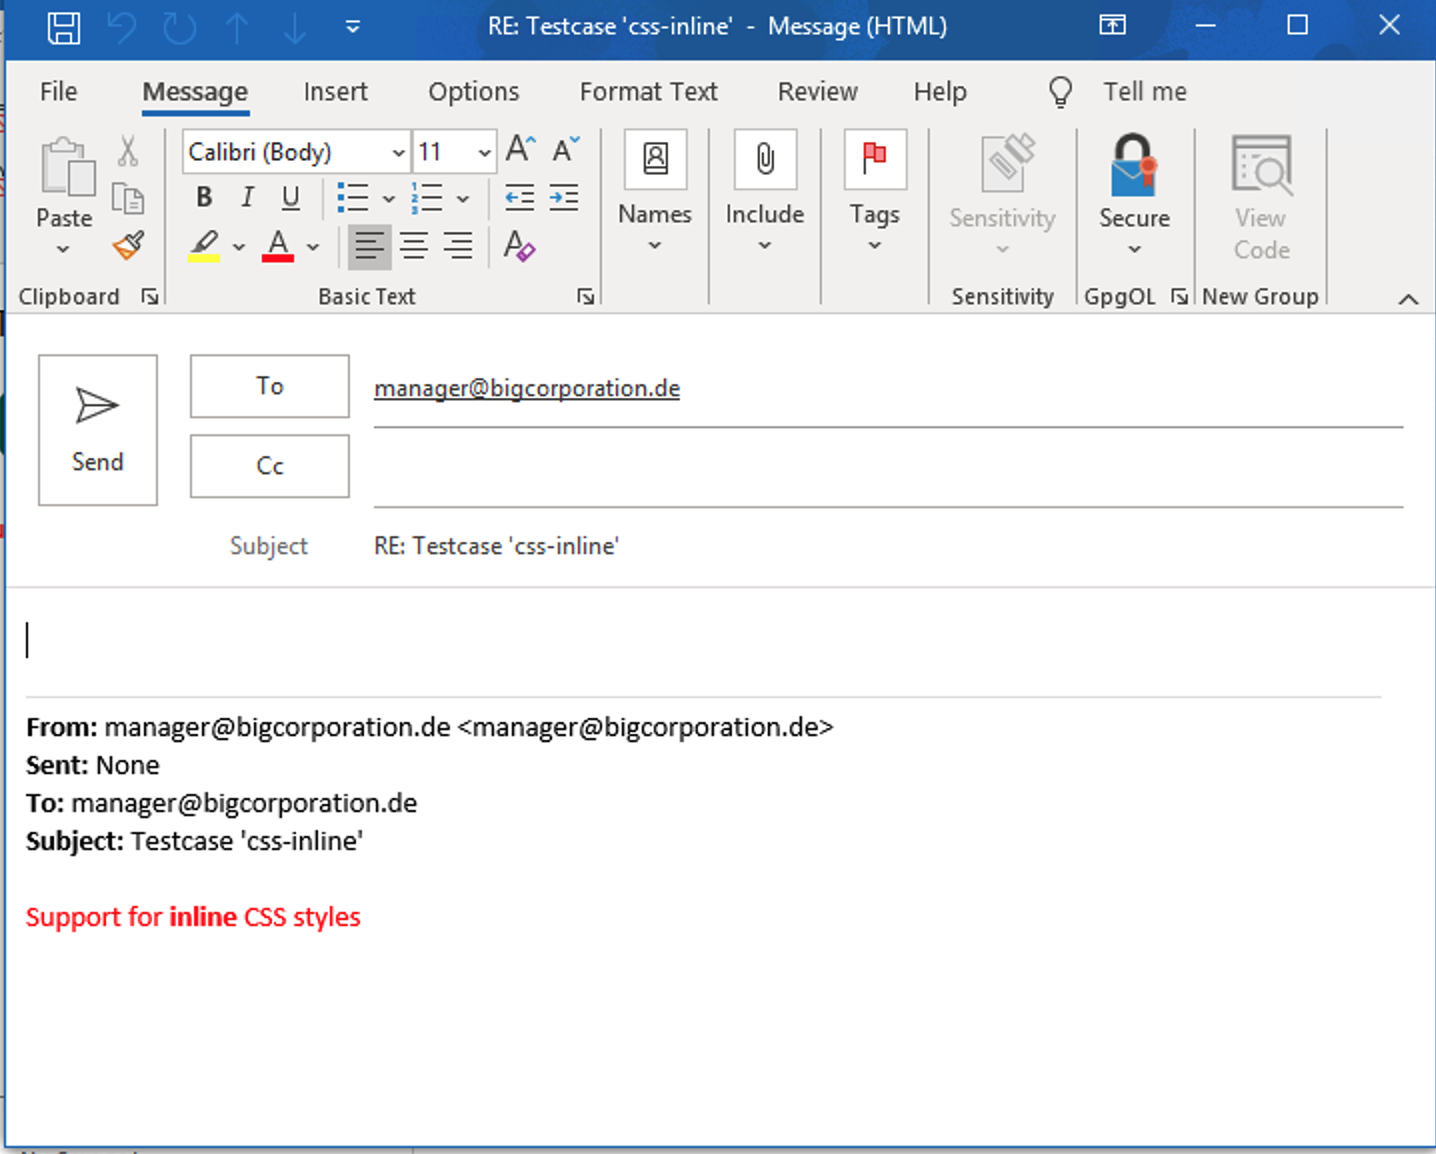 RE: Testcase 'css-inline' - Message (HTML)
File Message Insert Options Format Text Review Help Tell me
Calibri (Body) 11
B I U
Paste Names Include Tags Sensitivity Secure View Code
Clipboard Basic Text Sensitivity GpgOL New Group
To manager@bigcorporation.de
Send
Cc
Subject RE: Testcase 'css-inline'
From: manager@bigcorporation.de <manager@bigcorporation.de>
Sent: None
To: manager@bigcorporation.de
Subject: Testcase 'css-inline'
Support for inline CSS styles